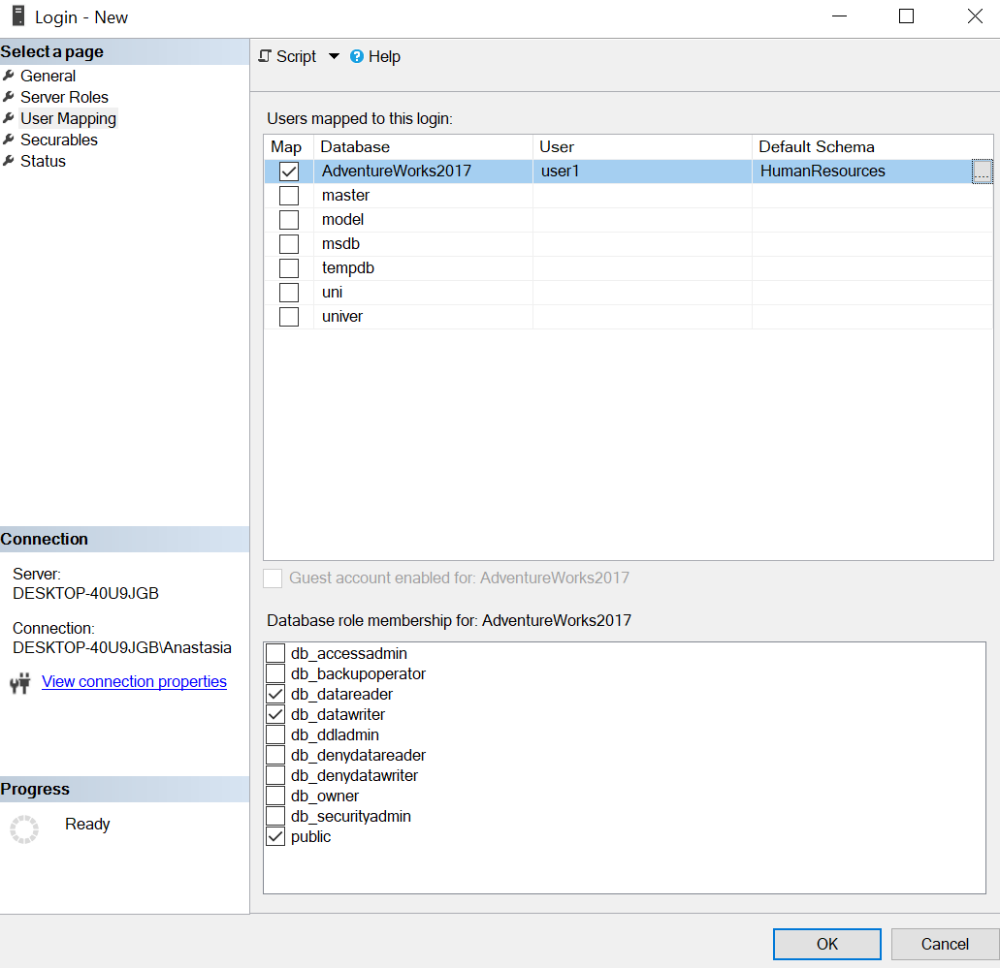 Login - New
Select a page
General
Server Roles
User Mapping
Securables
Status
Script Help
Users mapped to this login:
Map Database User Default Schema
AdventureWorks2017 user1 HumanResources ...
master
model
msdb
tempdb
uni
univer
Guest account enabled for: AdventureWorks2017
Database role membership for: AdventureWorks2017
db_accessadmin
db_backupoperator
db_datareader
db_datawriter
db_ddladmin
db_denydatareader
db_denydatawriter
db_owner
db_securityadmin
public
Connection
Server:
DESKTOP-40U9JGB
Connection:
DESKTOP-40U9JGB\Anastasia
View connection properties
Progress
Ready
OK Cancel